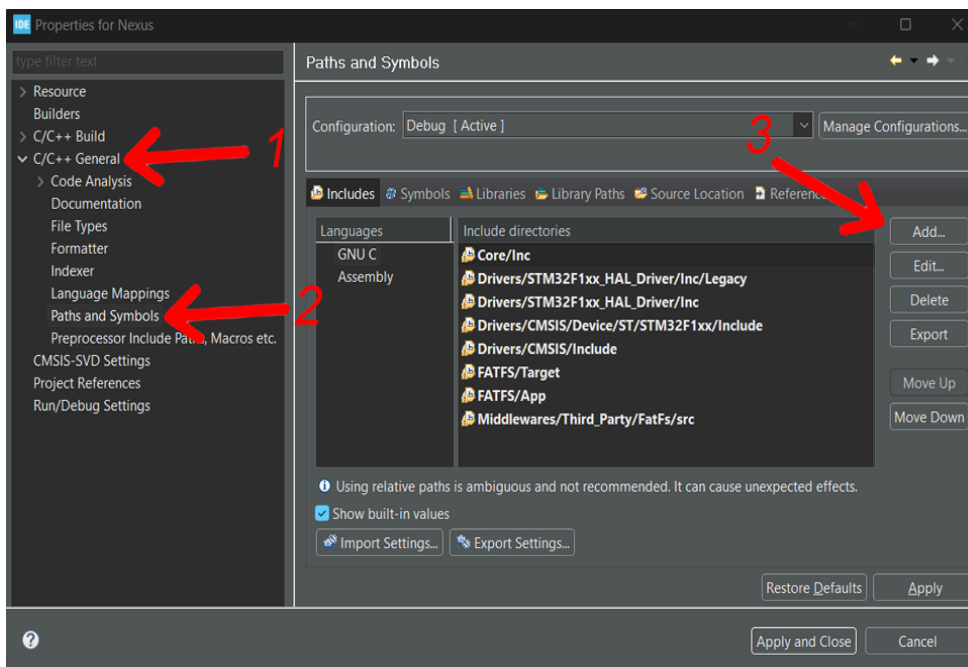 IDE Properties for Nexus
type filter text
Resource
Builders
C/C++ Build
C/C++ General
Code Analysis
Documentation
File Types
Formatter
Indexer
Language Mappings
Paths and Symbols
Preprocessor Include Paths, Macros etc.
CMSIS-SVD Settings
Project References
Run/Debug Settings
1
2
3
Paths and Symbols
Configuration: Debug [ Active ] Manage Configurations...
Includes Symbols Libraries Library Paths Source Location References
Languages
GNU C
Assembly
Include directories
Core/Inc
Drivers/STM32F1xx_HAL_Driver/Inc/Legacy
Drivers/STM32F1xx_HAL_Driver/Inc
Drivers/CMSIS/Device/ST/STM32F1xx/Include
Drivers/CMSIS/Include
FATFS/Target
FATFS/App
Middlewares/Third_Party/FatFs/src
Add...
Edit...
Delete
Export
Move Up
Move Down
Using relative paths is ambiguous and not recommended. It can cause unexpected effects.
Show built-in values
Import Settings... Export Settings...
Restore Defaults Apply
? Apply and Close Cancel